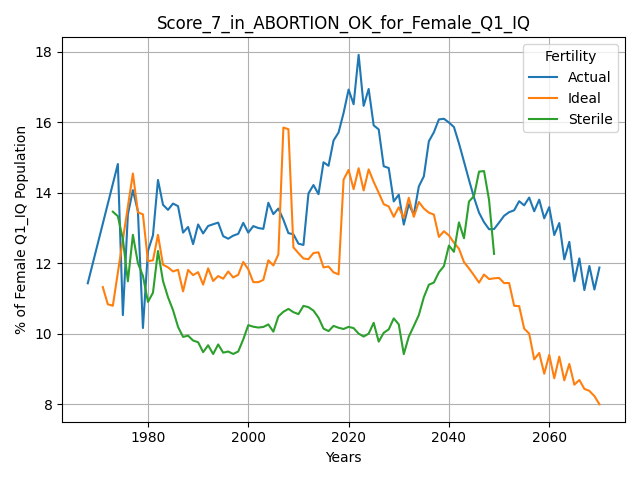 Score_7_in_ABORTION_OK_for_Female_Q1_IQ
Fertility
Actual
Ideal
Sterile
% of Female Q1_IQ Population
18
16
14
12
10
8
1980
2000
2020
2040
2060
Years